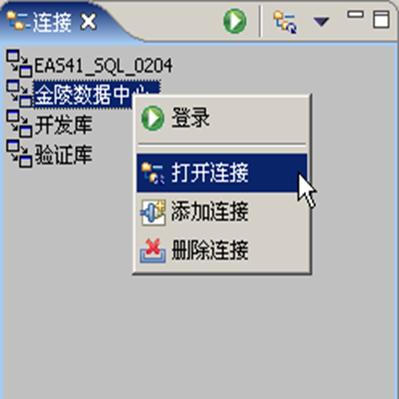 连接
EAS41_SQL_0204
金陵数据中心
开发库
验证库
登录
打开连接
添加连接
删除连接